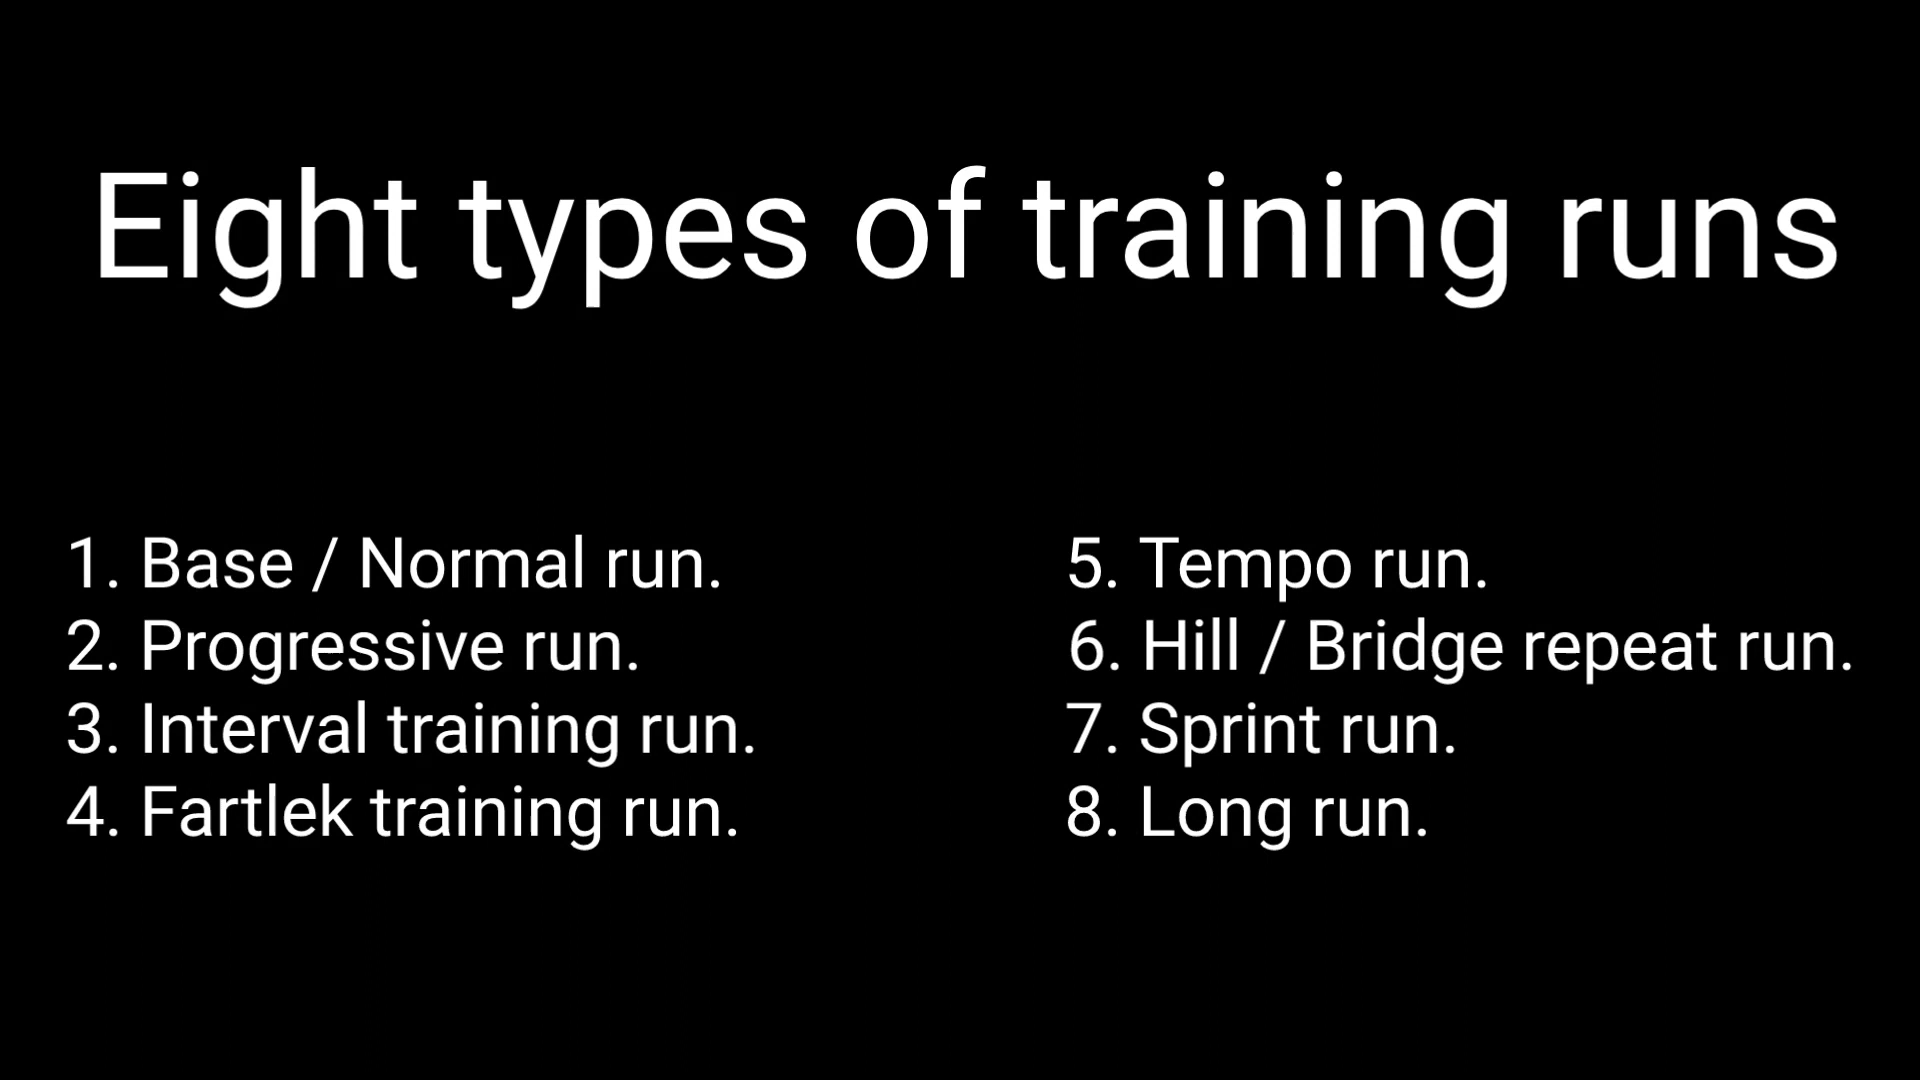 Eight types of training runs
1. Base / Normal run.
2. Progressive run.
3. Interval training run.
4. Fartlek training run.
5. Tempo run.
6. Hill / Bridge repeat run.
7. Sprint run.
8. Long run.